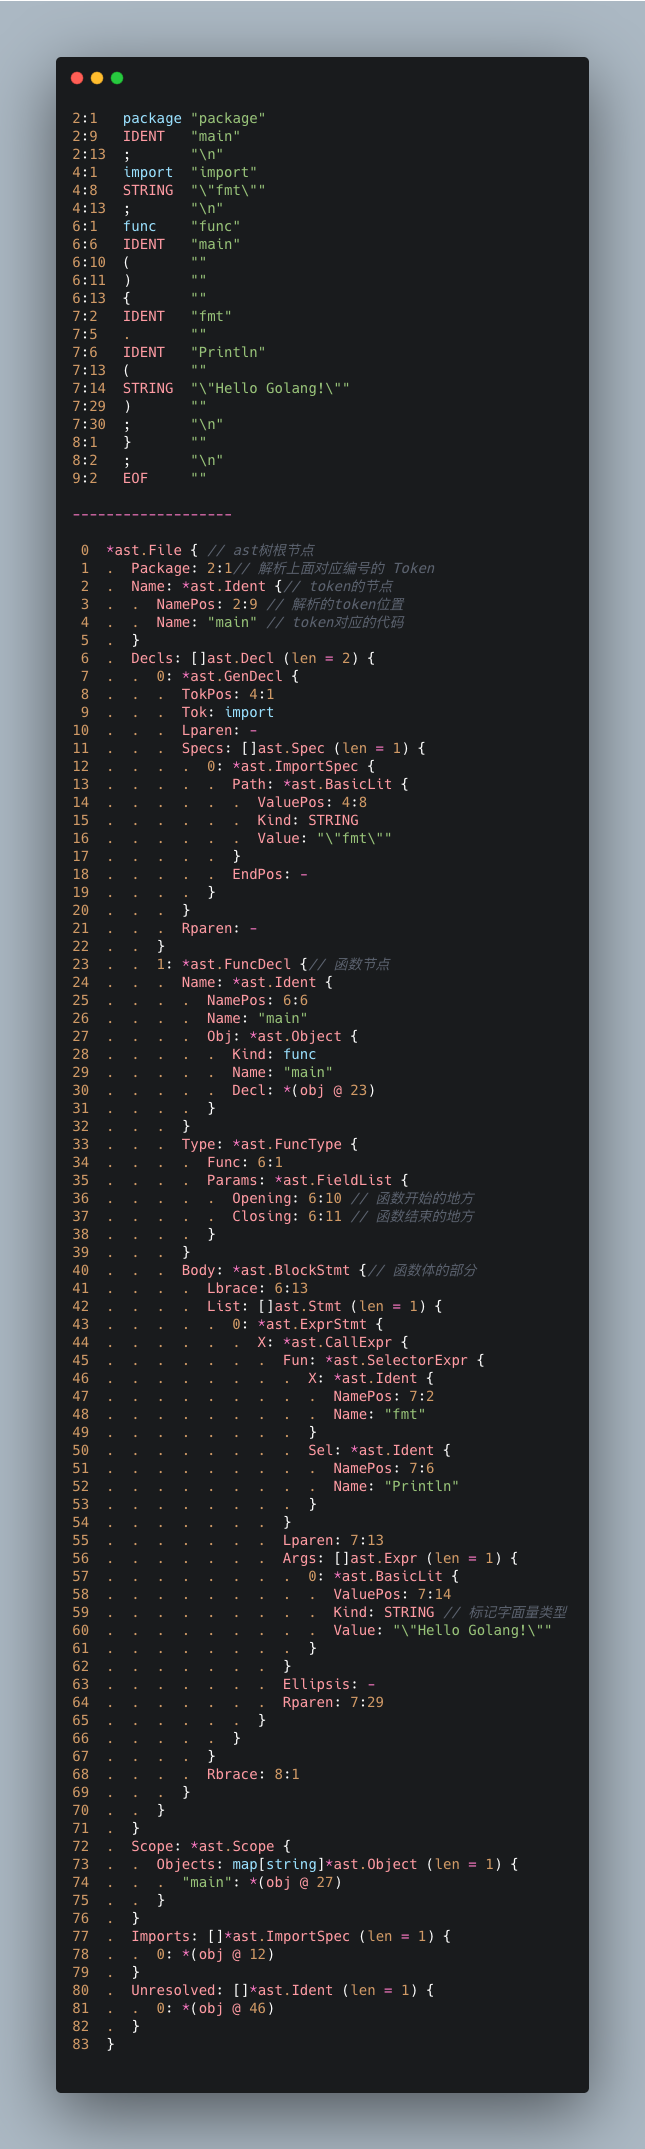 2:1   package "package"
2:9   IDENT   "main"
2:13  ;       "\n"
4:1   import  "import"
4:8   STRING  "\"fmt\""
4:13  ;       "\n"
6:1   func    "func"
6:6   IDENT   "main"
6:10  (       ""
6:11  )       ""
6:13  {       ""
7:2   IDENT   "fmt"
7:5   .       ""
7:6   IDENT   "Println"
7:13  (       ""
7:14  STRING  "\"Hello Golang!\""
7:29  )       ""
7:30  ;       "\n"
8:1   }       ""
8:2   ;       "\n"
9:2   EOF     ""
-------------------
 0  *ast.File { // ast树根节点
 1  .  Package: 2:1// 解析上面对应编号的 Token
 2  .  Name: *ast.Ident {// token的节点
 3  .  .  NamePos: 2:9 // 解析的token位置
 4  .  .  Name: "main" // token对应的代码
 5  .  }
 6  .  Decls: []ast.Decl (len = 2) {
 7  .  .  0: *ast.GenDecl {
 8  .  .  .  TokPos: 4:1
 9  .  .  .  Tok: import
10  .  .  .  Lparen: -
11  .  .  .  Specs: []ast.Spec (len = 1) {
12  .  .  .  .  0: *ast.ImportSpec {
13  .  .  .  .  .  Path: *ast.BasicLit {
14  .  .  .  .  .  .  ValuePos: 4:8
15  .  .  .  .  .  .  Kind: STRING
16  .  .  .  .  .  .  Value: "\"fmt\""
17  .  .  .  .  .  }
18  .  .  .  .  .  EndPos: -
19  .  .  .  .  }
20  .  .  .  }
21  .  .  .  Rparen: -
22  .  .  }
23  .  .  1: *ast.FuncDecl {// 函数节点
24  .  .  .  Name: *ast.Ident {
25  .  .  .  .  NamePos: 6:6
26  .  .  .  .  Name: "main"
27  .  .  .  .  Obj: *ast.Object {
28  .  .  .  .  .  Kind: func
29  .  .  .  .  .  Name: "main"
30  .  .  .  .  .  Decl: *(obj @ 23)
31  .  .  .  .  }
32  .  .  .  }
33  .  .  .  Type: *ast.FuncType {
34  .  .  .  .  Func: 6:1
35  .  .  .  .  Params: *ast.FieldList {
36  .  .  .  .  .  Opening: 6:10 // 函数开始的地方
37  .  .  .  .  .  Closing: 6:11 // 函数结束的地方
38  .  .  .  .  }
39  .  .  .  }
40  .  .  .  Body: *ast.BlockStmt {// 函数体的部分
41  .  .  .  .  Lbrace: 6:13
42  .  .  .  .  List: []ast.Stmt (len = 1) {
43  .  .  .  .  .  0: *ast.ExprStmt {
44  .  .  .  .  .  .  X: *ast.CallExpr {
45  .  .  .  .  .  .  .  Fun: *ast.SelectorExpr {
46  .  .  .  .  .  .  .  .  X: *ast.Ident {
47  .  .  .  .  .  .  .  .  .  NamePos: 7:2
48  .  .  .  .  .  .  .  .  .  Name: "fmt"
49  .  .  .  .  .  .  .  .  }
50  .  .  .  .  .  .  .  .  Sel: *ast.Ident {
51  .  .  .  .  .  .  .  .  .  NamePos: 7:6
52  .  .  .  .  .  .  .  .  .  Name: "Println"
53  .  .  .  .  .  .  .  .  }
54  .  .  .  .  .  .  .  }
55  .  .  .  .  .  .  .  Lparen: 7:13
56  .  .  .  .  .  .  .  Args: []ast.Expr (len = 1) {
57  .  .  .  .  .  .  .  .  0: *ast.BasicLit {
58  .  .  .  .  .  .  .  .  .  ValuePos: 7:14
59  .  .  .  .  .  .  .  .  .  Kind: STRING // 标记字面量类型
60  .  .  .  .  .  .  .  .  .  Value: "\"Hello Golang!\""
61  .  .  .  .  .  .  .  .  }
62  .  .  .  .  .  .  .  }
63  .  .  .  .  .  .  .  Ellipsis: -
64  .  .  .  .  .  .  .  Rparen: 7:29
65  .  .  .  .  .  .  }
66  .  .  .  .  .  }
67  .  .  .  .  }
68  .  .  .  .  Rbrace: 8:1
69  .  .  .  }
70  .  .  }
71  .  }
72  .  Scope: *ast.Scope {
73  .  .  Objects: map[string]*ast.Object (len = 1) {
74  .  .  .  "main": *(obj @ 27)
75  .  .  }
76  .  }
77  .  Imports: []*ast.ImportSpec (len = 1) {
78  .  .  0: *(obj @ 12)
79  .  }
80  .  Unresolved: []*ast.Ident (len = 1) {
81  .  .  0: *(obj @ 46)
82  .  }
83  }